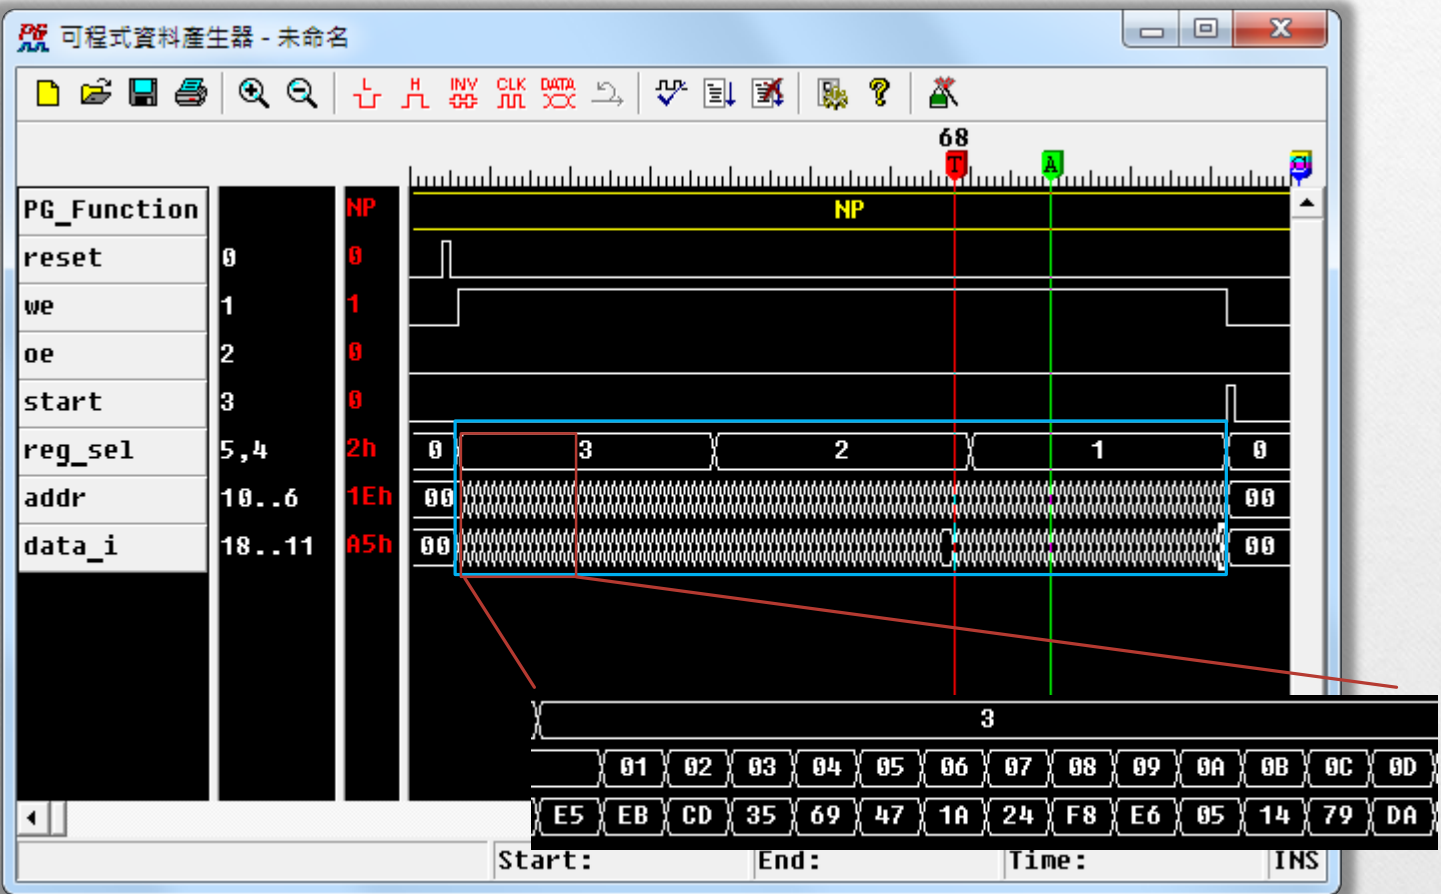 PG 可程式資料產生器 - 未命名
L H INV CLK DATA
68
T A
PG_Function NP NP
reset 0 0
we 1 1
oe 2 0
start 3 0
reg_sel 5,4 2h 0 3 2 1 0
addr 10..6 1Eh 00 00
data_i 18..11 A5h 00 00
3
01 02 03 04 05 06 07 08 09 0A 0B 0C 0D
E5 EB CD 35 69 47 1A 24 F8 E6 05 14 79 DA
Start: End: Time: INS